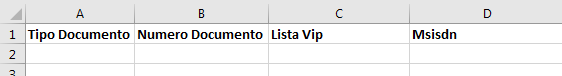 A B C D
1 Tipo Documento Numero Documento Lista Vip Msisdn
2
3